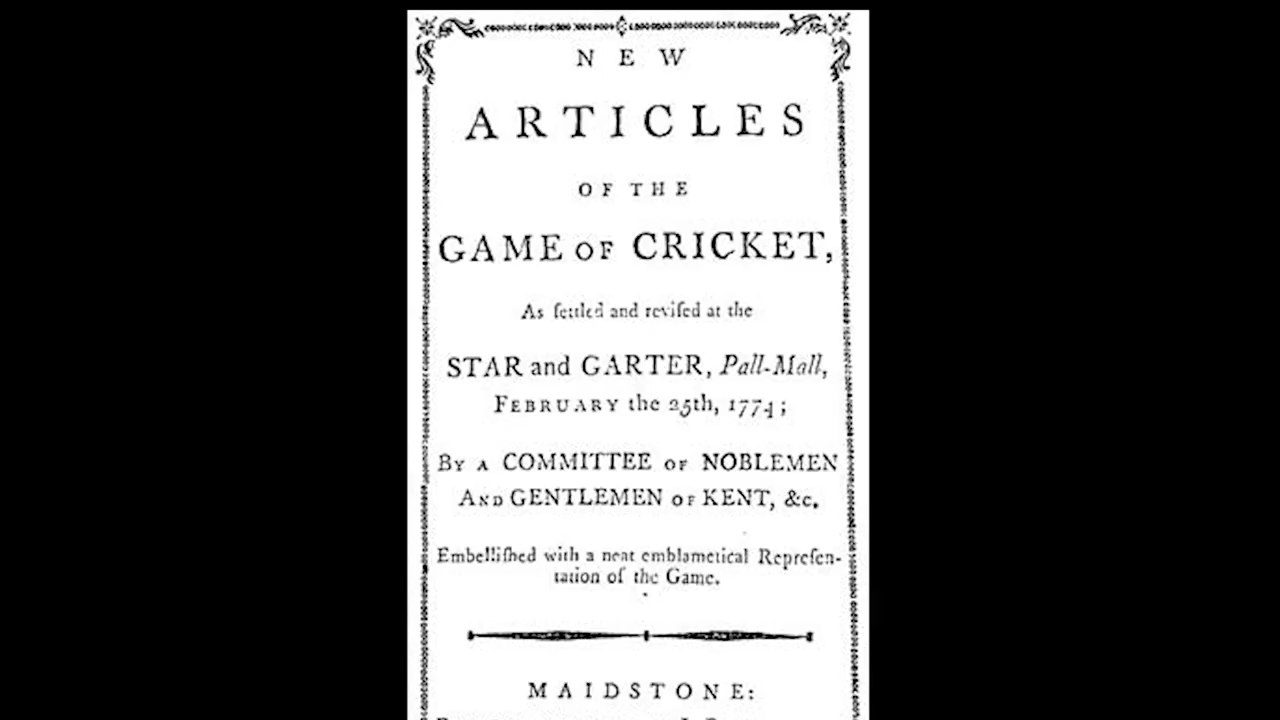 NEW
ARTICLES
OF THE
GAME OF CRICKET,
As ſettled and reviſed at the
STAR and GARTER, Pall-Mall,
FEBRUARY the 25th, 1774;
BY A COMMITTEE OF NOBLEMEN
AND GENTLEMEN OF KENT, &c.
Embelliſhed with a neat emblametical Repreſen-
tation of the Game.
MAIDSTONE: